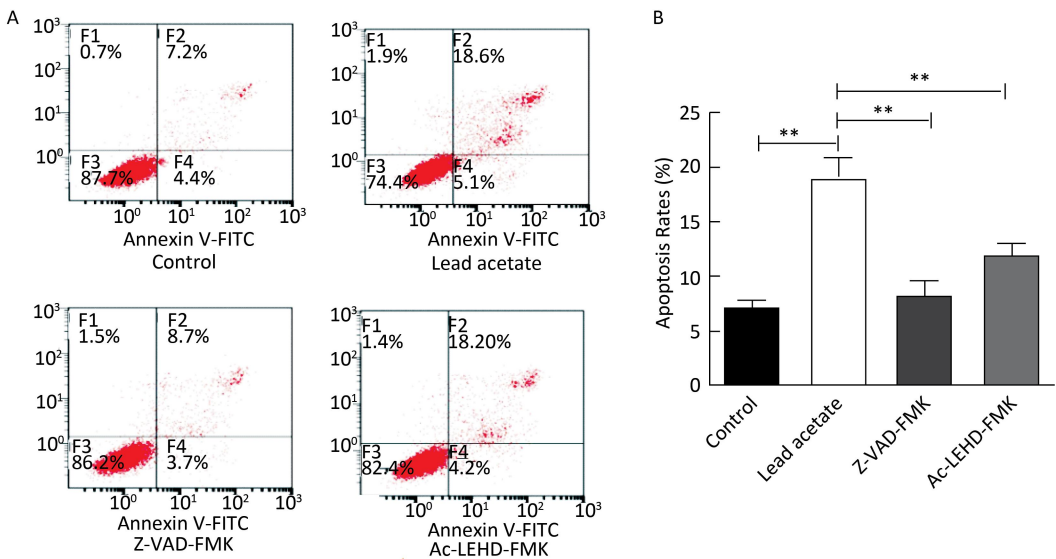 A
F1
0.7%
F2
7.2%
F3
87.7%
F4
4.4%
10³
10²
10¹
10⁰
10⁰ 10¹ 10² 10³
Annexin V-FITC
Control
F1
1.9%
F2
18.6%
F3
74.4%
F4
5.1%
10³
10²
10¹
10⁰
10⁰ 10¹ 10² 10³
Annexin V-FITC
Lead acetate
F1
1.5%
F2
8.7%
F3
86.2%
F4
3.7%
10³
10²
10¹
10⁰
10⁰ 10¹ 10² 10³
Annexin V-FITC
Z-VAD-FMK
F1
1.4%
F2
18.20%
F3
82.4%
F4
4.2%
10³
10²
10¹
10⁰
10⁰ 10¹ 10² 10³
Annexin V-FITC
Ac-LEHD-FMK
B
**
**
**
Apoptosis Rates (%)
25
20
15
10
5
0
Control
Lead acetate
Z-VAD-FMK
Ac-LEHD-FMK